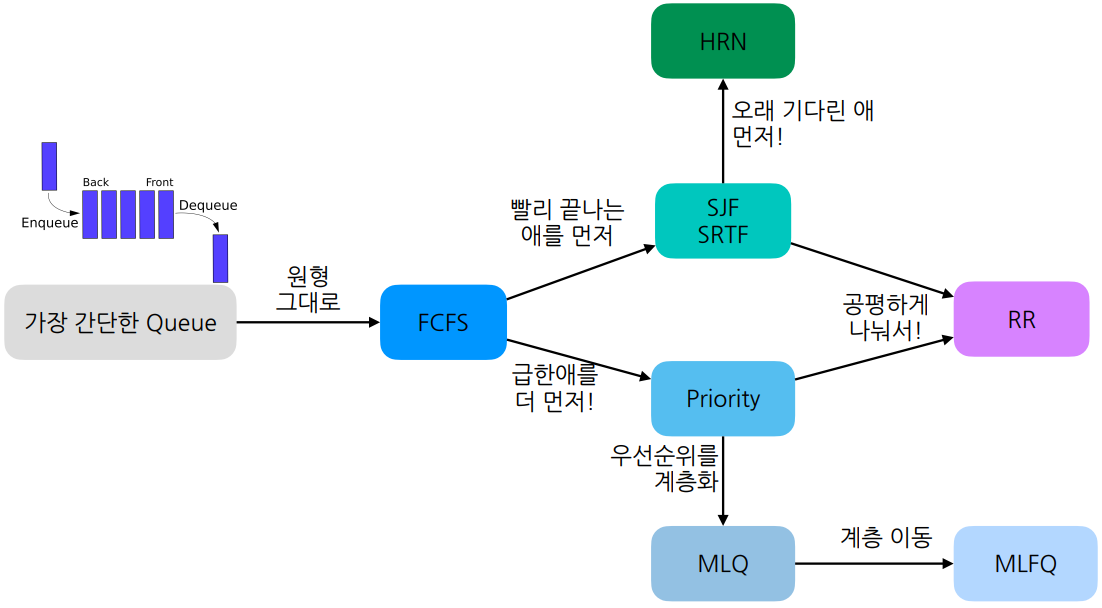 HRN
오래 기다린 애
먼저!
Back
Front
Enqueue
Dequeue
빨리 끝나는
애를 먼저
SJF
SRTF
원형
그대로
가장 간단한 Queue
FCFS
공평하게
나눠서!
RR
급한애를
더 먼저!
Priority
우선순위를
계층화
MLQ
계층 이동
MLFQ